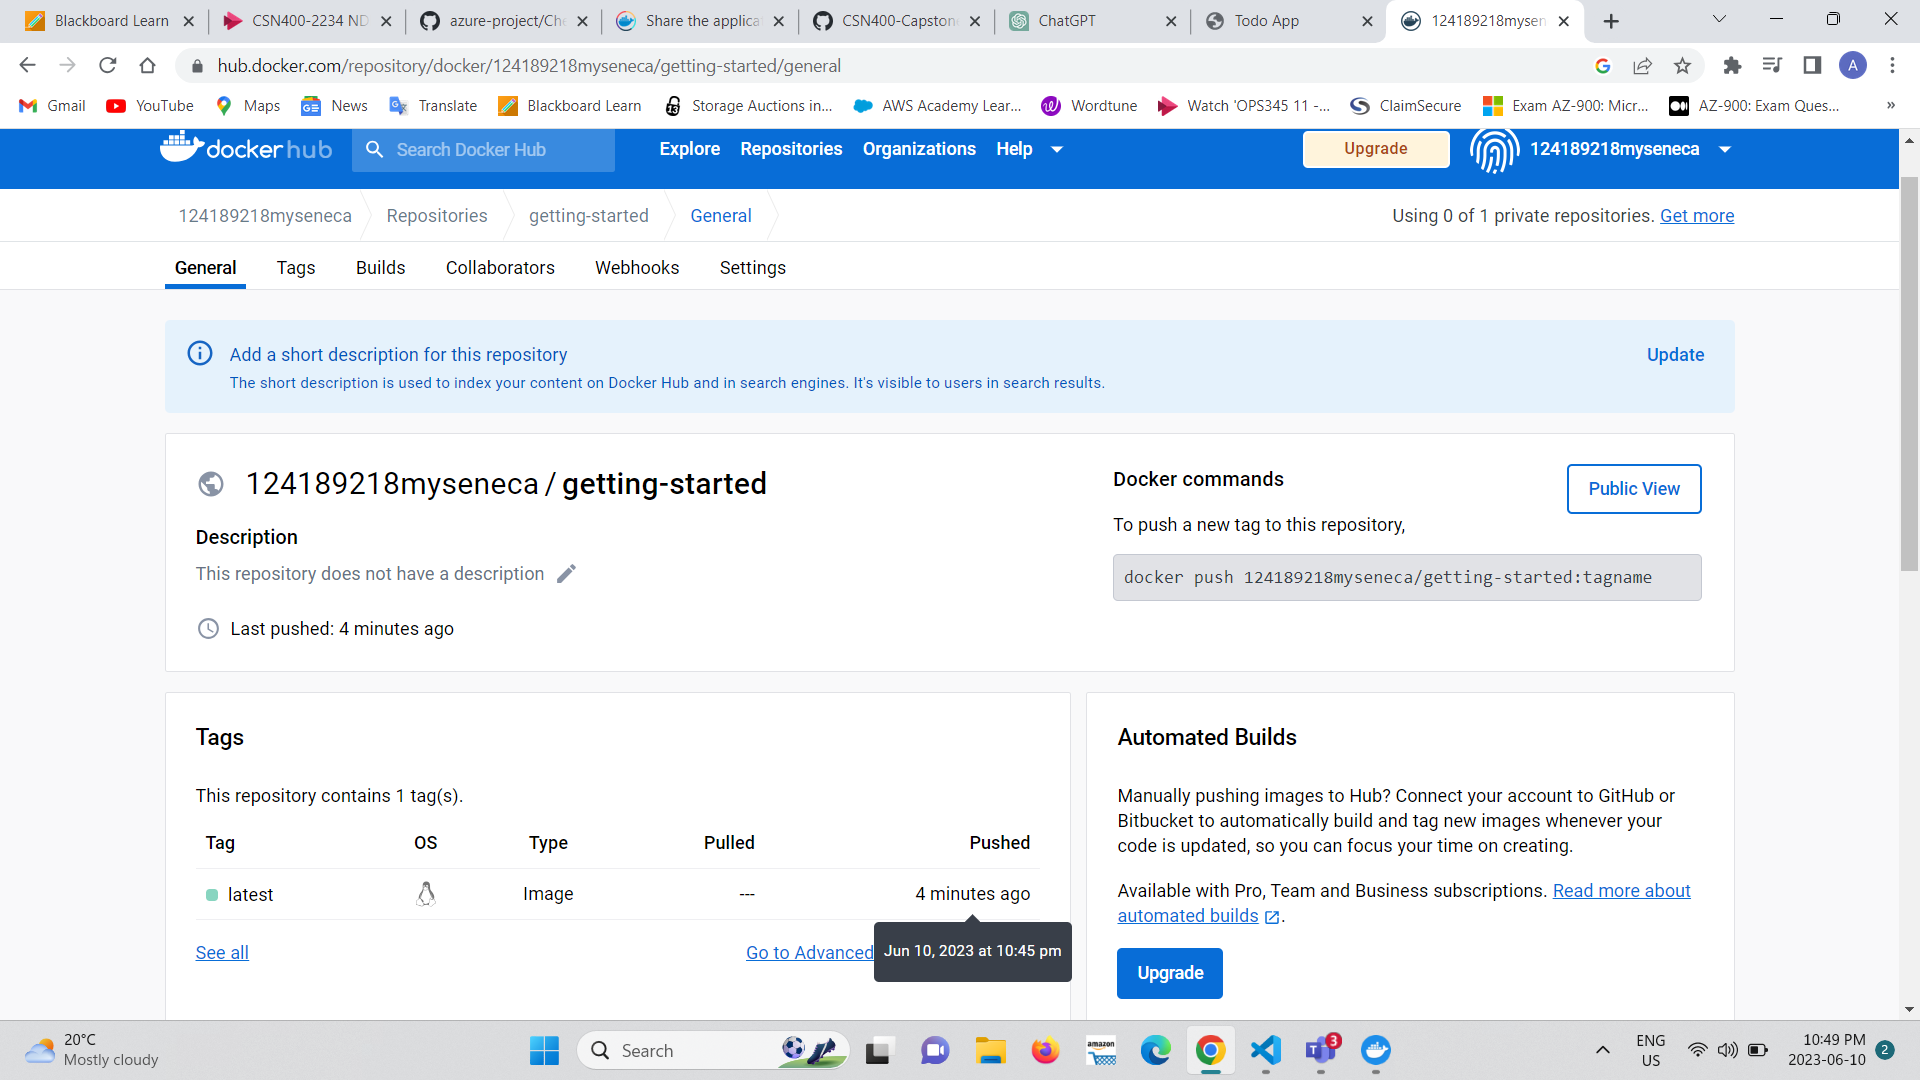 Blackboard Learn
CSN400-2234 ND
azure-project/Che
Share the applica
CSN400-Capstone
ChatGPT
Todo App
124189218mysen
hub.docker.com/repository/docker/124189218myseneca/getting-started/general
A
Gmail
YouTube
Maps
News
Translate
Blackboard Learn
Storage Auctions in...
AWS Academy Lear...
Wordtune
Watch 'OPS345 11 -...
ClaimSecure
Exam AZ-900: Micr...
AZ-900: Exam Ques...
»
dockerhub
Search Docker Hub
Explore
Repositories
Organizations
Help
Upgrade
124189218myseneca
124189218myseneca
Repositories
getting-started
General
Using 0 of 1 private repositories. Get more
General
Tags
Builds
Collaborators
Webhooks
Settings
Add a short description for this repository
Update
The short description is used to index your content on Docker Hub and in search engines. It's visible to users in search results.
124189218myseneca / getting-started
Description
This repository does not have a description
Last pushed: 4 minutes ago
Docker commands
Public View
To push a new tag to this repository,
docker push 124189218myseneca/getting-started:tagname
Tags
This repository contains 1 tag(s).
Tag OS Type Pulled Pushed
latest Image --- 4 minutes ago
See all
Go to Advanced
Jun 10, 2023 at 10:45 pm
Automated Builds
Manually pushing images to Hub? Connect your account to GitHub or
Bitbucket to automatically build and tag new images whenever your
code is updated, so you can focus your time on creating.
Available with Pro, Team and Business subscriptions. Read more about
automated builds .
Upgrade
20°C
Mostly cloudy
Search
amazon
3
ENG
US
10:49 PM
2023-06-10
2